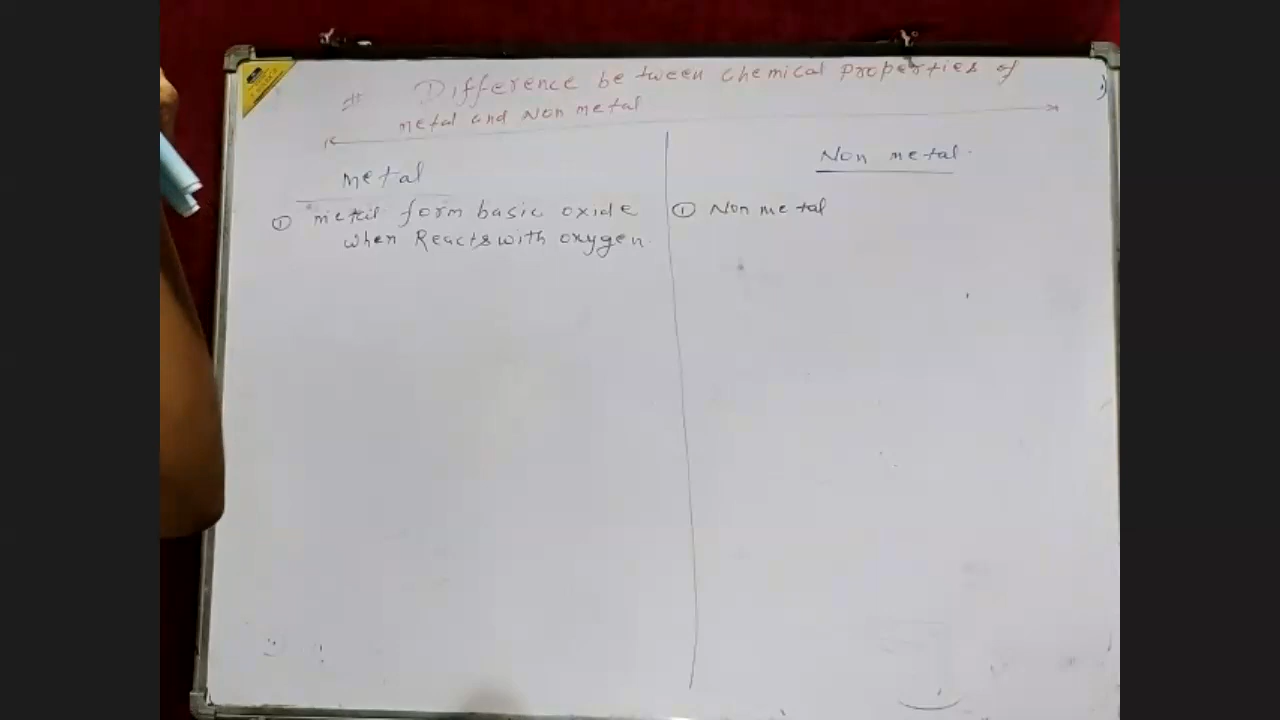 # Difference between chemical properties of
metal and Non metal
metal
① metal form basic oxide
when Reacts with oxygen.
Non metal.
① Non metal